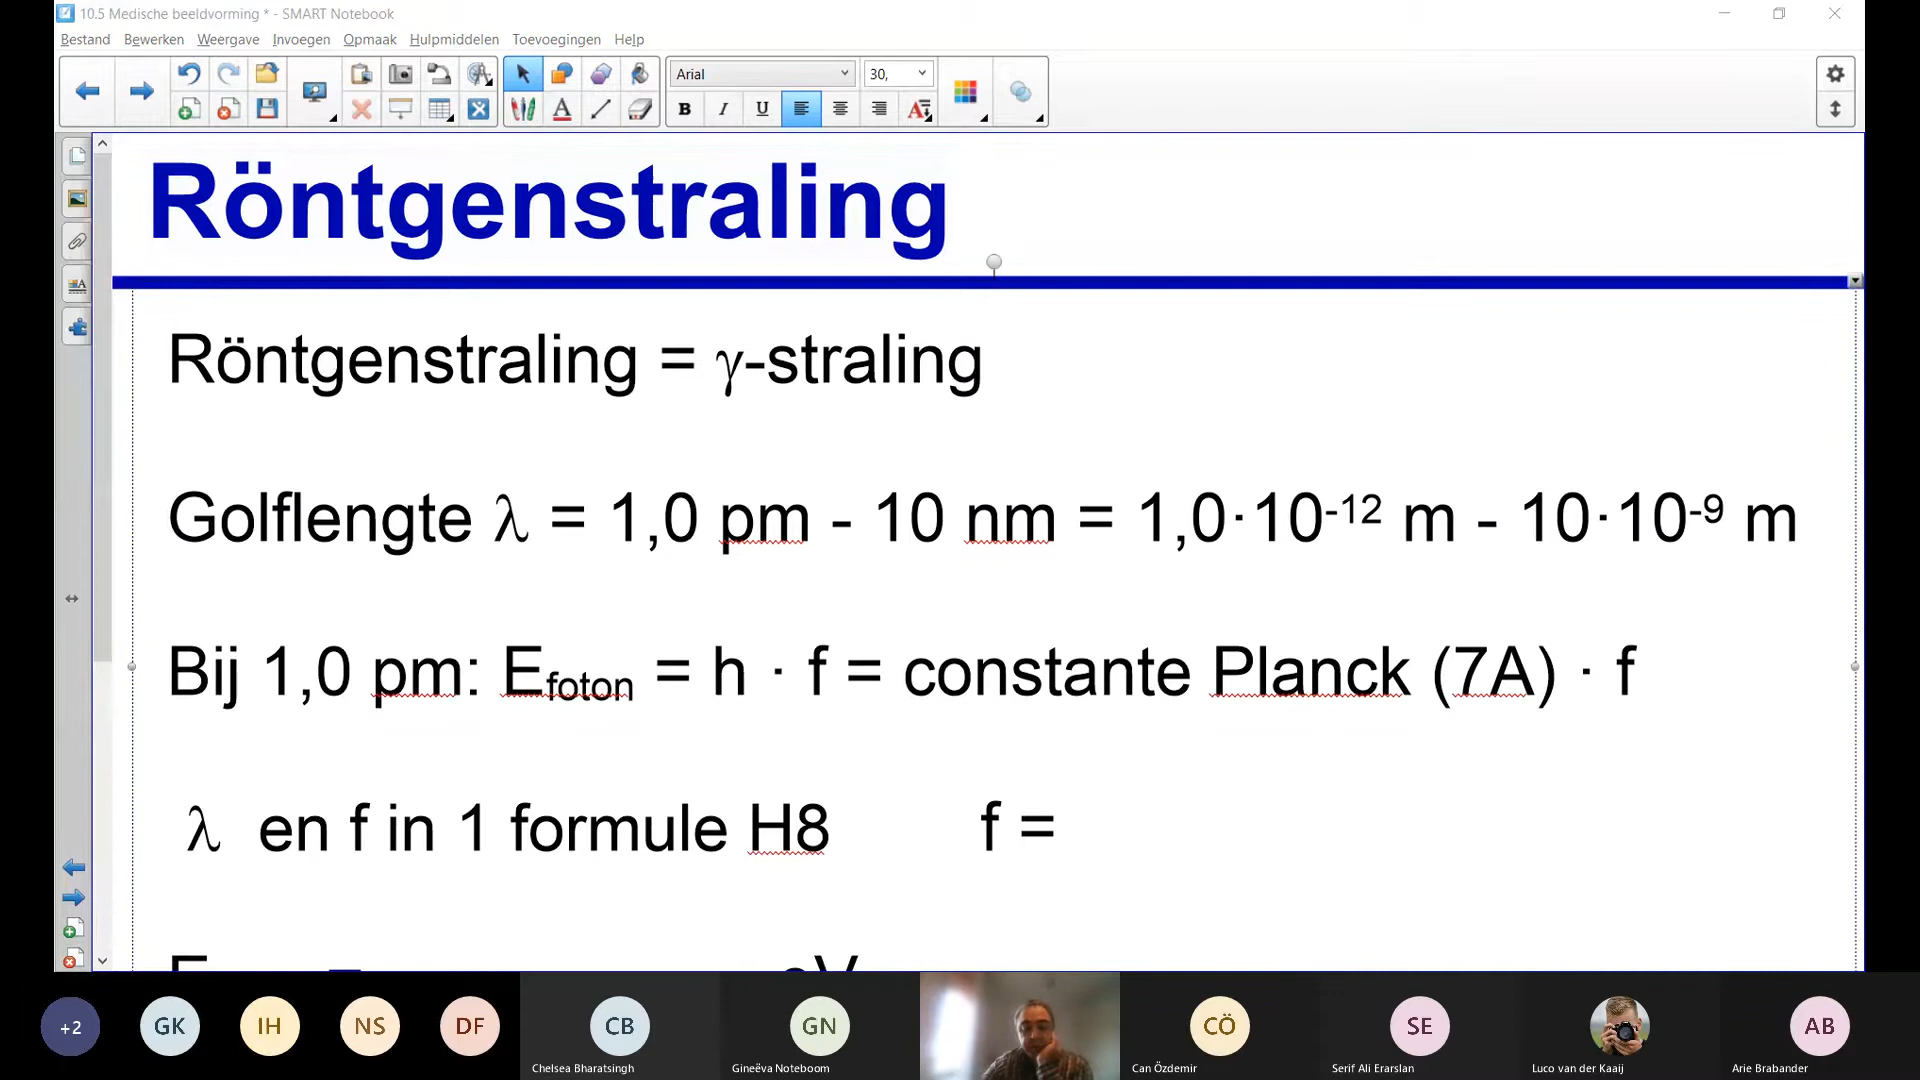 10.5 Medische beeldvorming * - SMART Notebook
Bestand Bewerken Weergave Invoegen Opmaak Hulpmiddelen Toevoegingen Help
Arial 30,
B I U A
Röntgenstraling
Röntgenstraling = γ-straling
Golflengte λ = 1,0 pm - 10 nm = 1,0·10⁻¹² m - 10·10⁻⁹ m
Bij 1,0 pm: Efoton = h · f = constante Planck (7A) · f
λ en f in 1 formule H8 f =
+2 GK IH NS DF CB GN CÖ SE AB
Chelsea Bharatsingh Gineëva Noteboom Can Özdemir Serif Ali Erarslan Luco van der Kaaij Arie Brabander